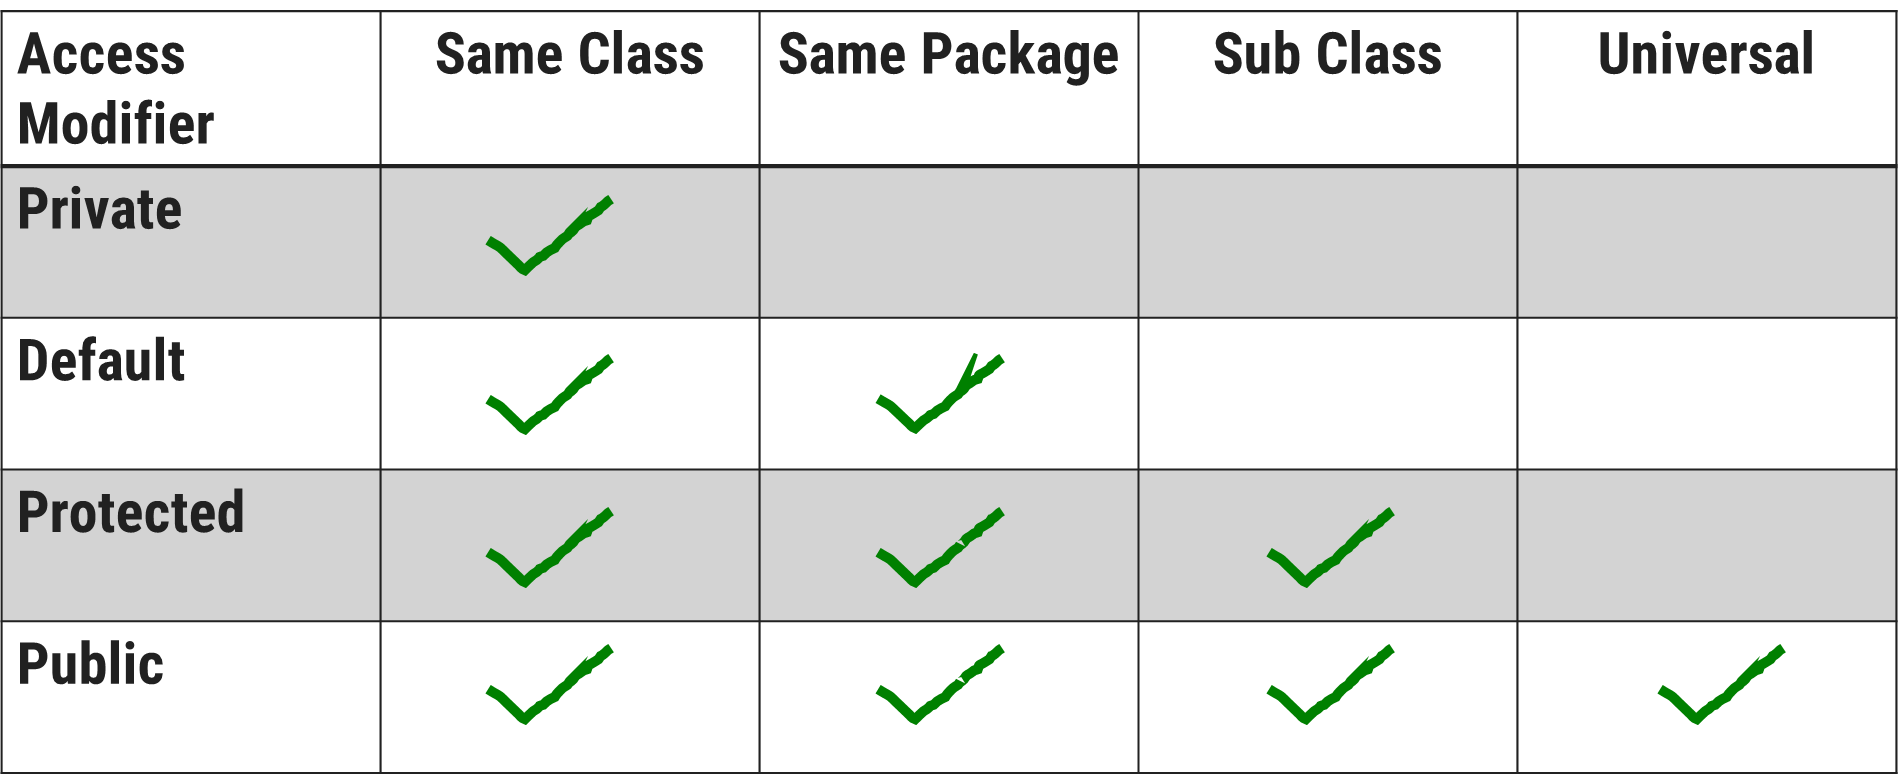 Access
Modifier
Same Class
Same Package
Sub Class
Universal
Private
Default
Protected
Public